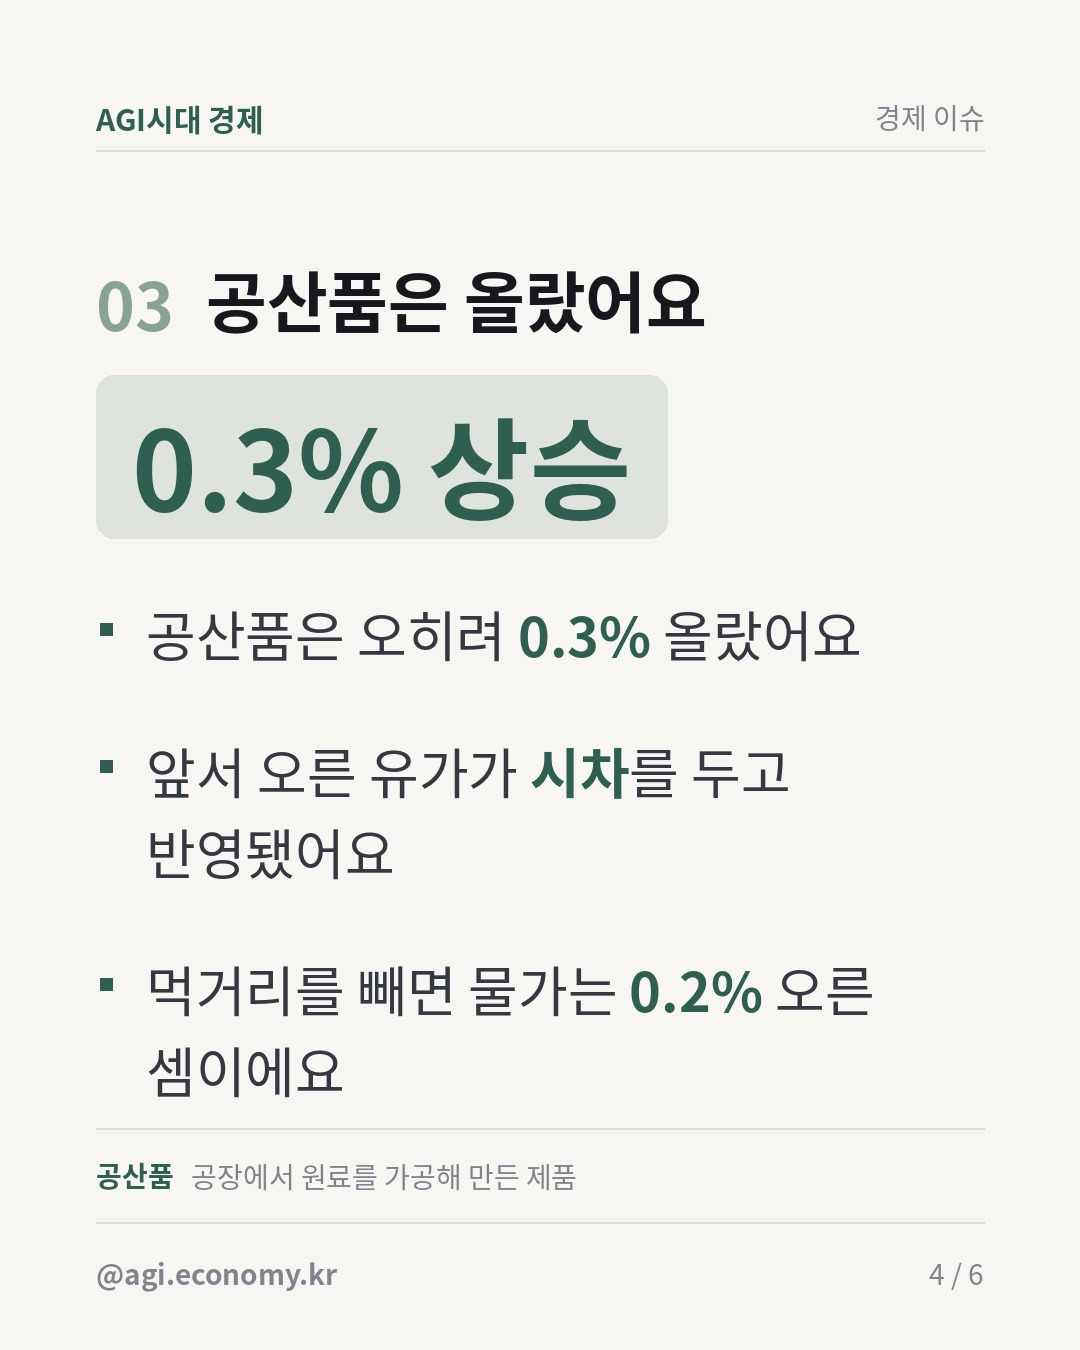 AGI시대 경제
경제 이슈
03 공산품은 올랐어요
0.3% 상승
▪ 공산품은 오히려 0.3% 올랐어요
▪ 앞서 오른 유가가 시차를 두고
반영됐어요
▪ 먹거리를 빼면 물가는 0.2% 오른
셈이에요
공산품 공장에서 원료를 가공해 만든 제품
@agi.economy.kr
4 / 6